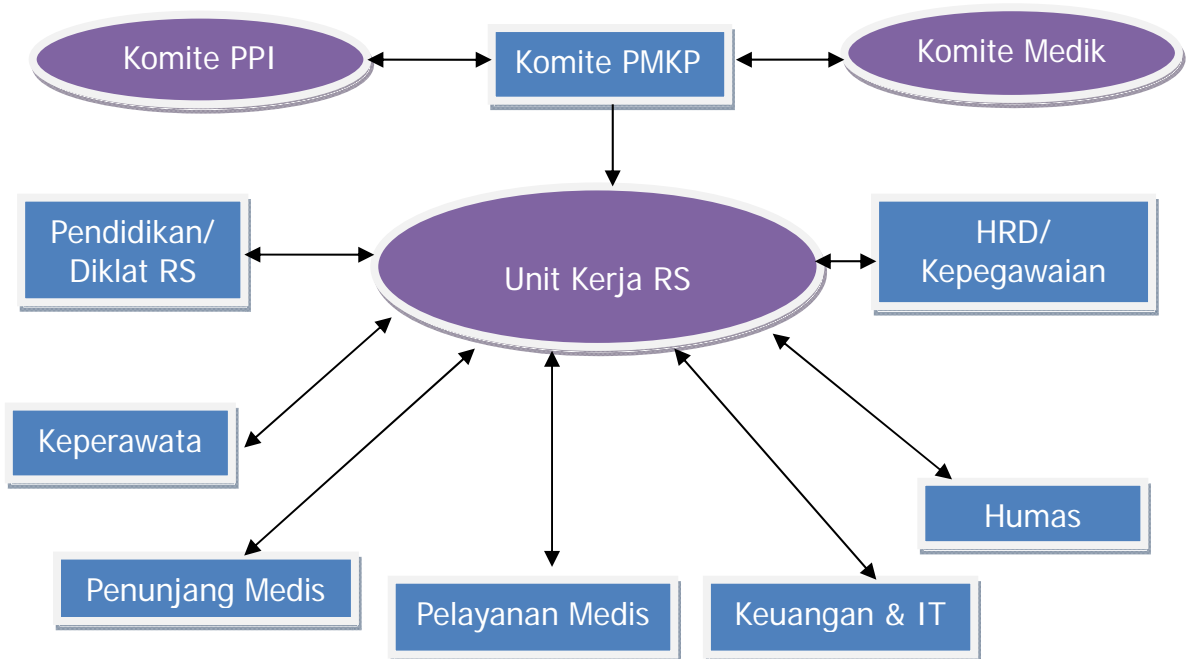 Komite PPI
Komite PMKP
Komite Medik
Pendidikan/
Diklat RS
Unit Kerja RS
HRD/
Kepegawaian
Keperawata
Humas
Penunjang Medis
Pelayanan Medis
Keuangan & IT